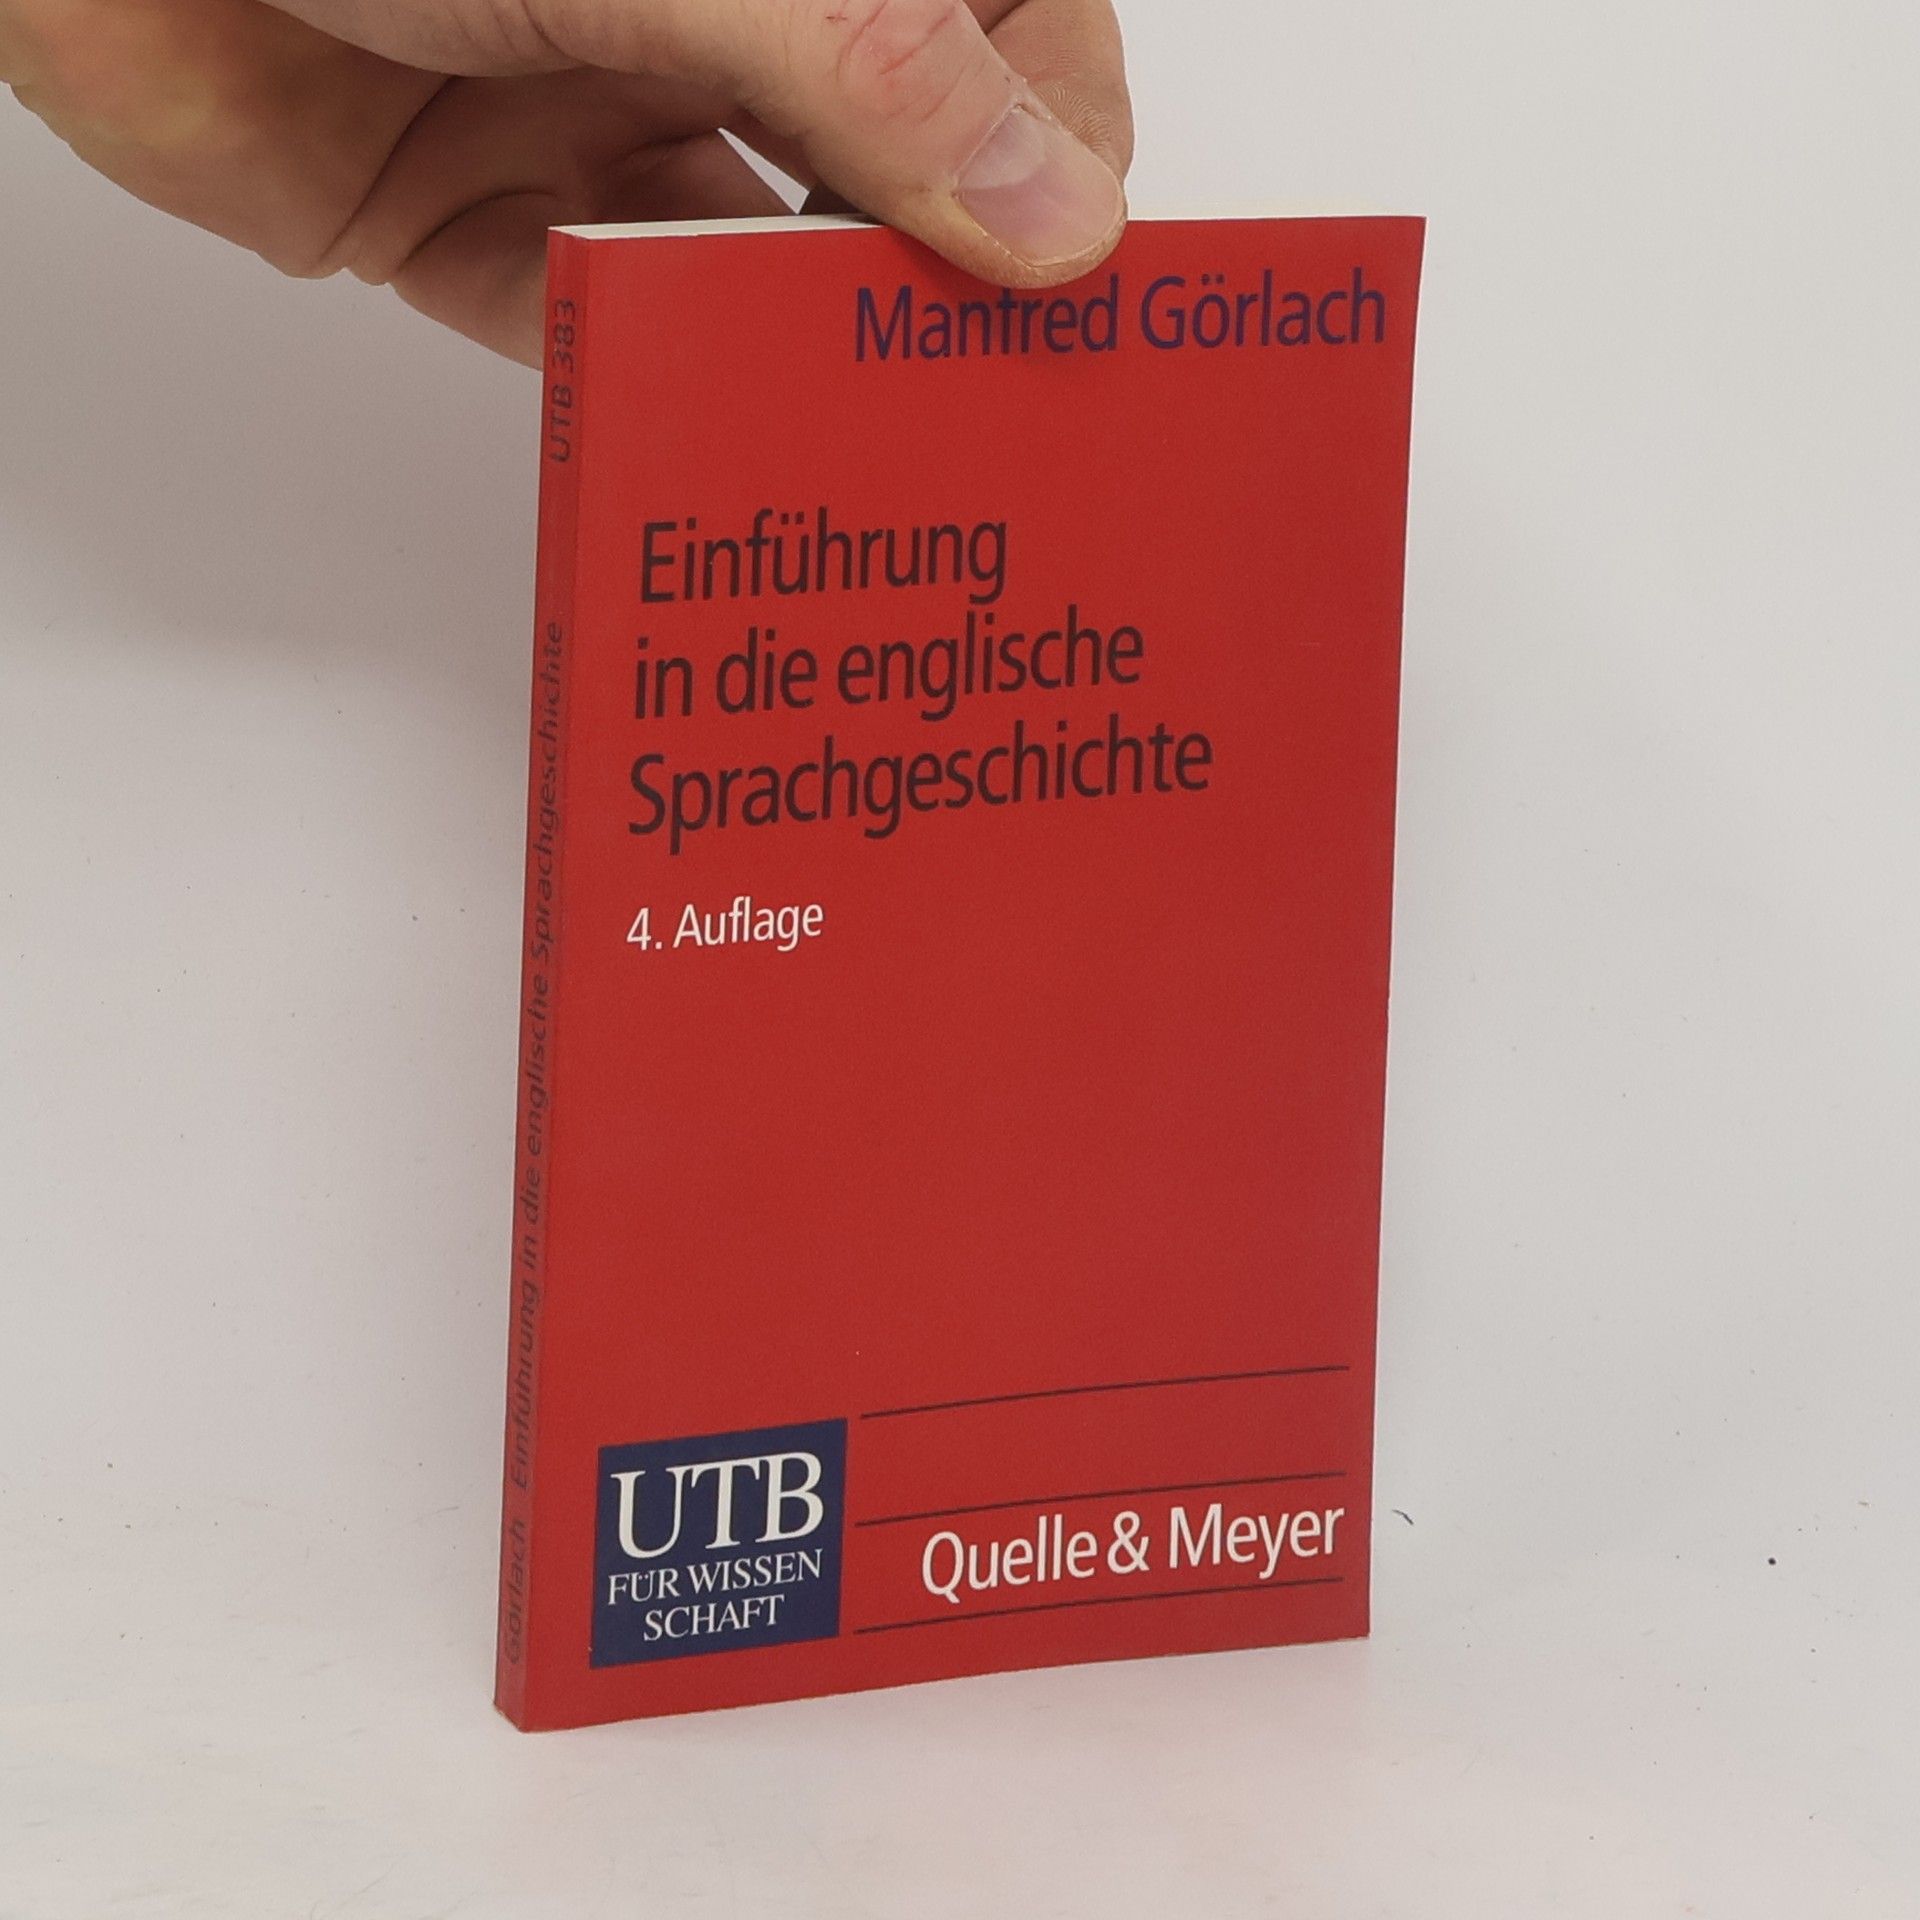 Manfred Görlach
Einführung
in die englische
Sprachgeschichte
4. Auflage
UTB
FÜR WISSEN
SCHAFT
Quelle & Meyer
Görlach Einführung in die englische Sprachgeschichte UTB 383